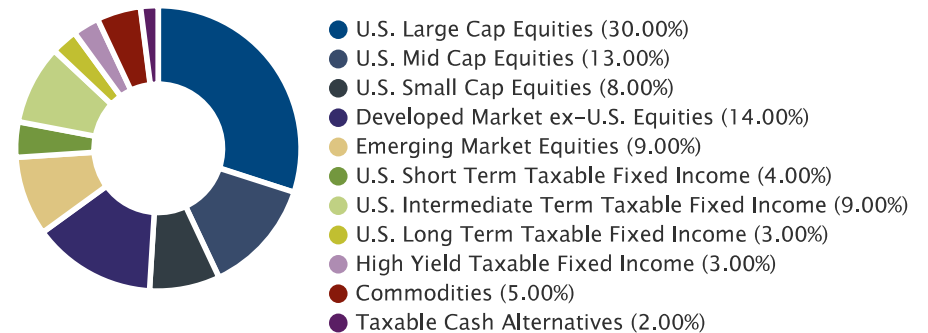 U.S. Large Cap Equities (30.00%)
U.S. Mid Cap Equities (13.00%)
U.S. Small Cap Equities (8.00%)
Developed Market ex–U.S. Equities (14.00%)
Emerging Market Equities (9.00%)
U.S. Short Term Taxable Fixed Income (4.00%)
U.S. Intermediate Term Taxable Fixed Income (9.00%)
U.S. Long Term Taxable Fixed Income (3.00%)
High Yield Taxable Fixed Income (3.00%)
Commodities (5.00%)
Taxable Cash Alternatives (2.00%)